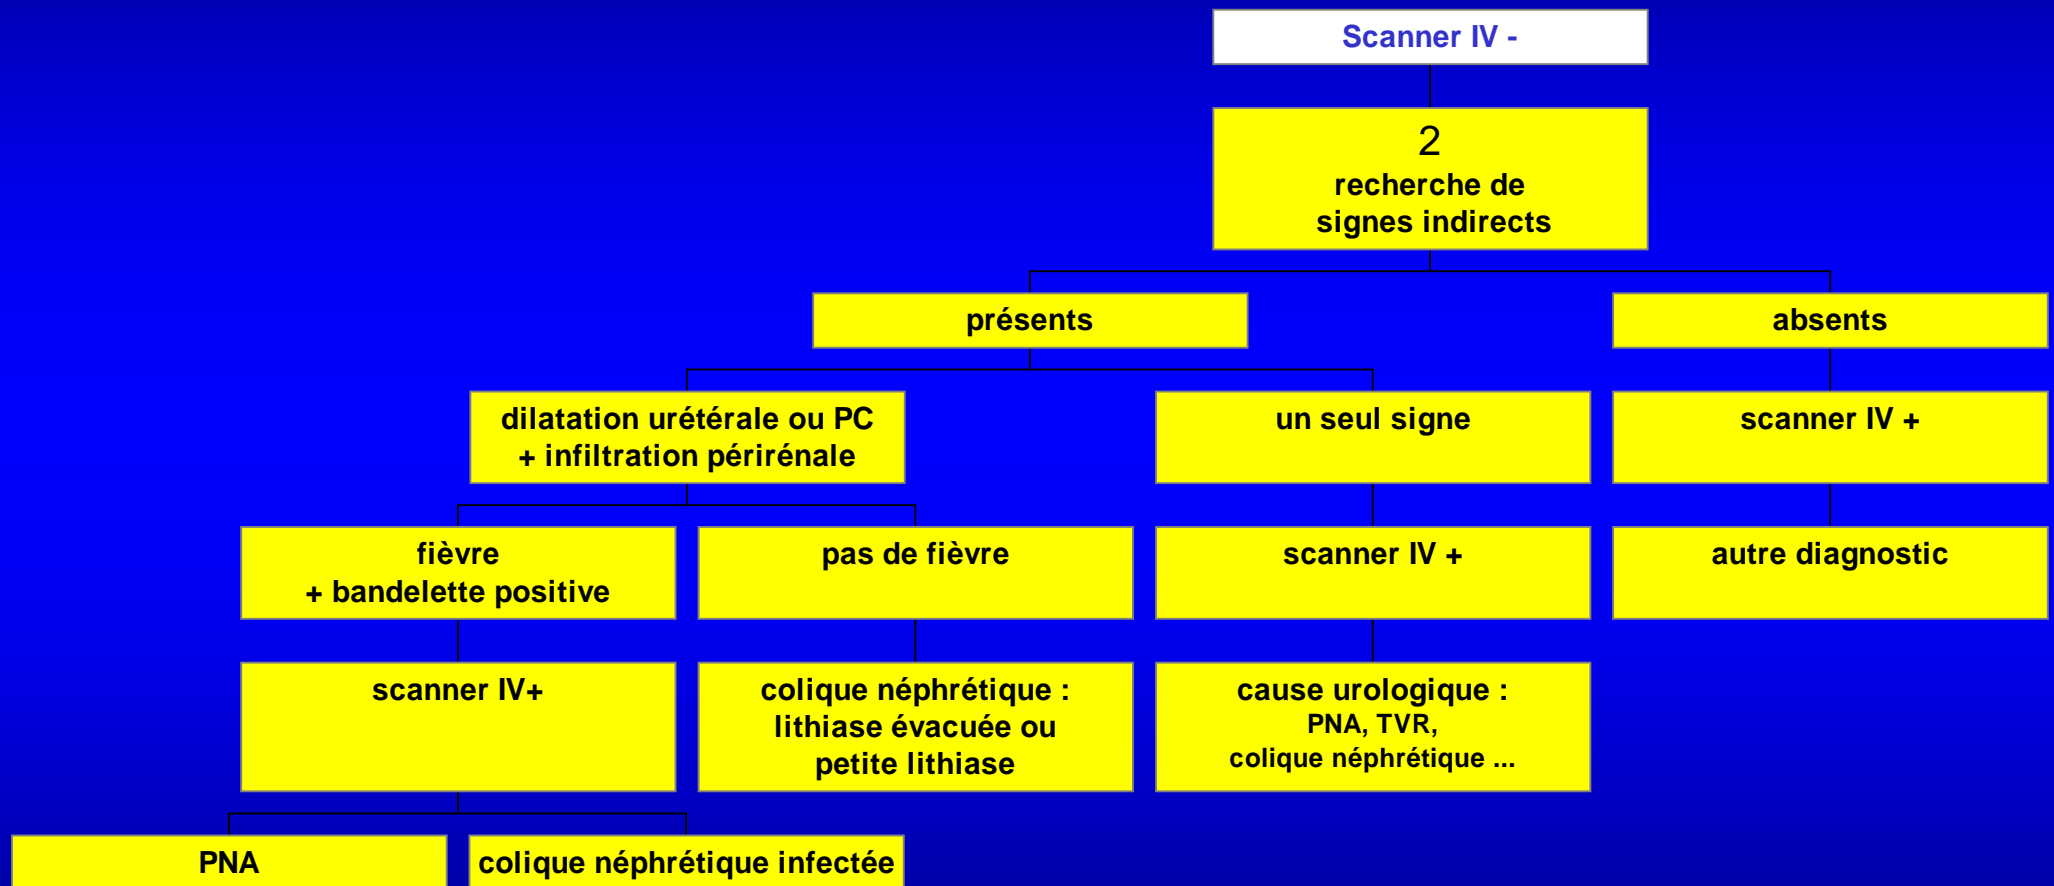 Scanner IV -
2
recherche de
signes indirects
présents
absents
dilatation urétérale ou PC
+ infiltration périrénale
un seul signe
scanner IV +
fièvre
+ bandelette positive
pas de fièvre
scanner IV +
autre diagnostic
scanner IV+
colique néphrétique :
lithiase évacuée ou
petite lithiase
cause urologique :
PNA, TVR,
colique néphrétique ...
PNA
colique néphrétique infectée